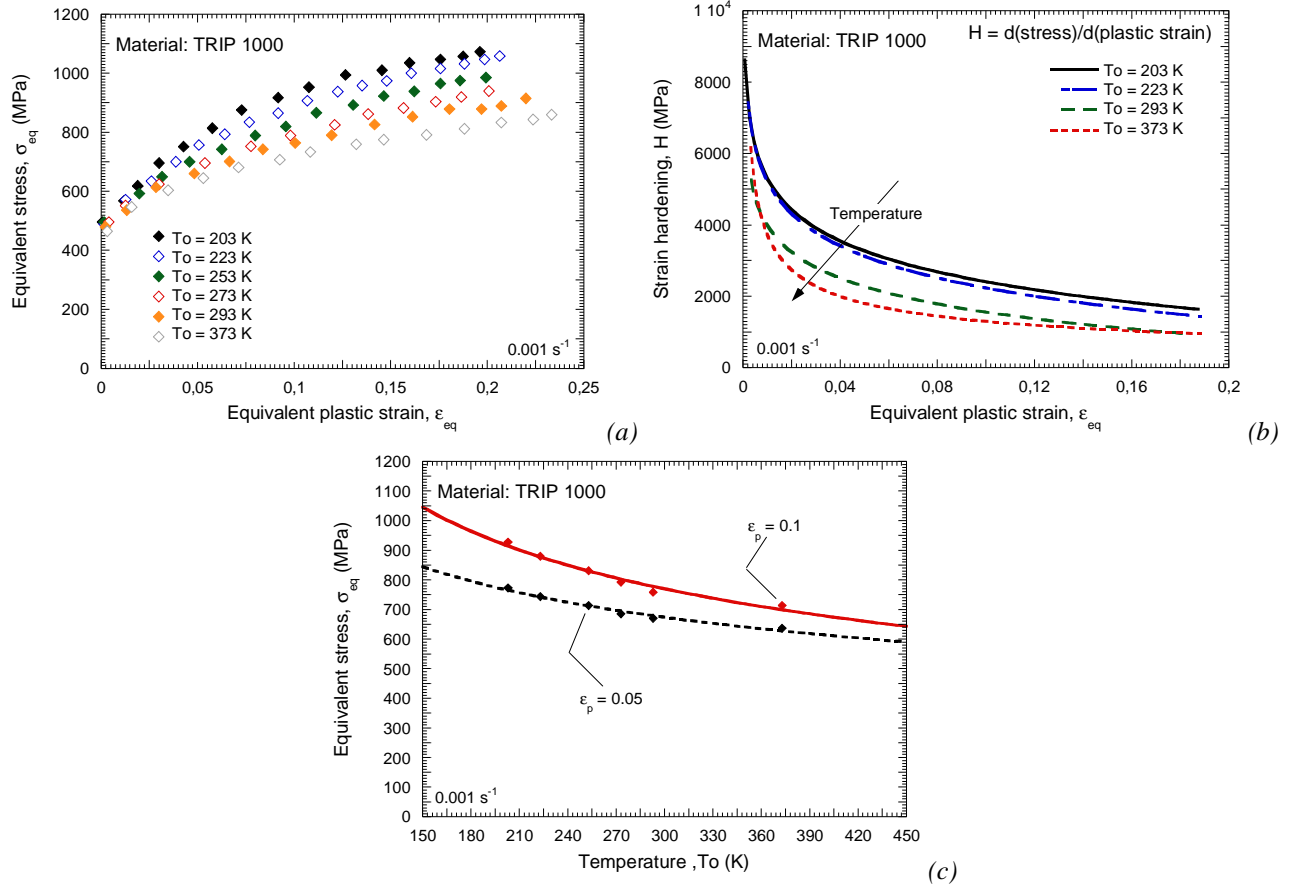 1200
1000
800
600
400
200
0
0
0,05
0,1
0,15
0,2
0,25
Material: TRIP 1000
To = 203 K
To = 223 K
To = 253 K
To = 273 K
To = 293 K
To = 373 K
0.001 s⁻¹
Equivalent stress, σeq (MPa)
Equivalent plastic strain, εeq
(a)
1 10⁴
8000
6000
4000
2000
0
0
0,04
0,08
0,12
0,16
0,2
Material: TRIP 1000
H = d(stress)/d(plastic strain)
To = 203 K
To = 223 K
To = 293 K
To = 373 K
Temperature
0.001 s⁻¹
Strain hardening, H (MPa)
Equivalent plastic strain, εeq
(b)
1200
1100
1000
900
800
700
600
500
400
300
200
100
0
150
180
210
240
270
300
330
360
390
420
450
Material: TRIP 1000
εp = 0.1
εp = 0.05
0.001 s⁻¹
Equivalent stress, σeq (MPa)
Temperature ,To (K)
(c)